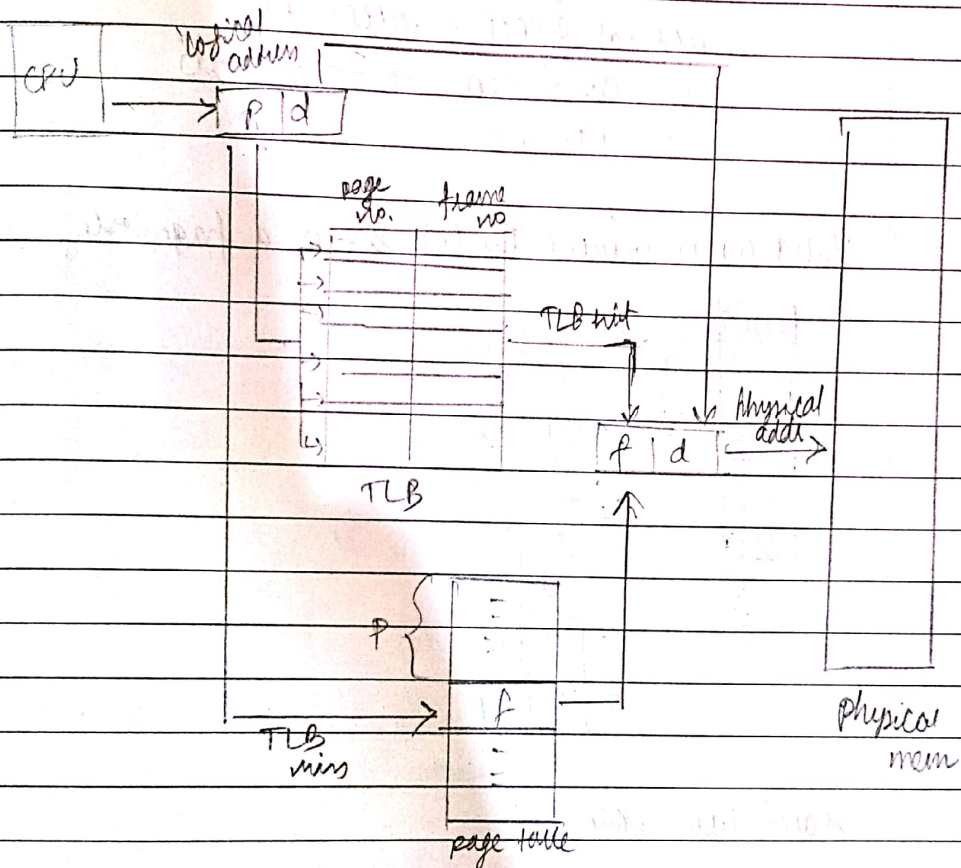 logical
address
CPU
p | d
page
no.
frame
no
TLB hit
physical
addr
f | d
TLB
p
f
TLB
miss
physical
mem
page table